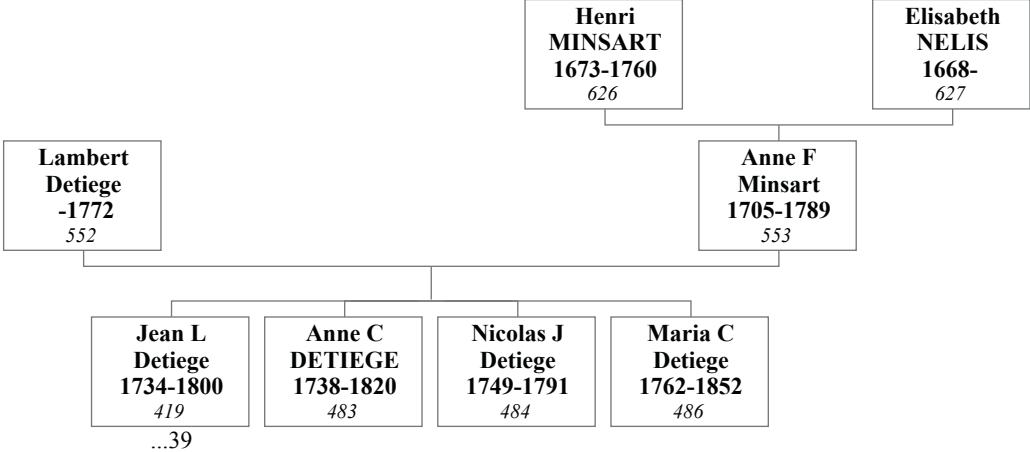 Henri
MINSART
1673-1760
626
Elisabeth
NELIS
1668-
627
Lambert
Detiege
-1772
552
Anne F
Minsart
1705-1789
553
Jean L
Detiege
1734-1800
419
...39
Anne C
DETIEGE
1738-1820
483
Nicolas J
Detiege
1749-1791
484
Maria C
Detiege
1762-1852
486